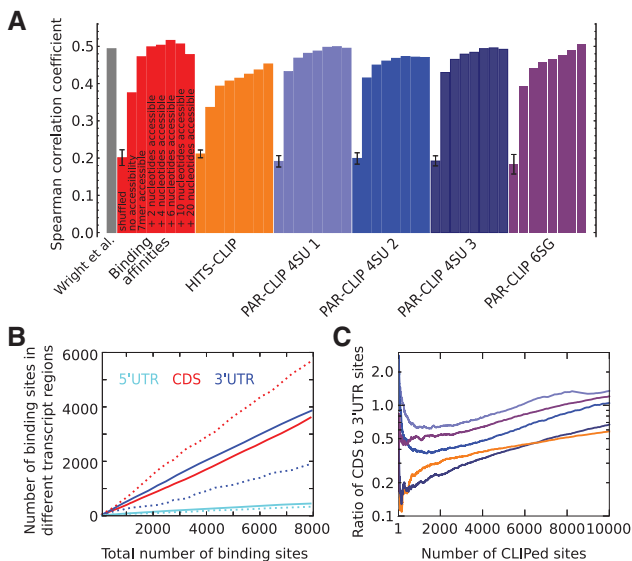 A
Spearman correlation coefficient
0.5
0.4
0.3
0.2
0.1
0.0
shuffled
no accessibility
7mer accessible
+ 2 nucleotides accessible
+ 4 nucleotides accessible
+ 6 nucleotides accessible
+ 10 nucleotides accessible
+ 20 nucleotides accessible
Wright et al.
Binding
affinities
HITS-CLIP
PAR-CLIP 4SU 1
PAR-CLIP 4SU 2
PAR-CLIP 4SU 3
PAR-CLIP 6SG
B
Number of binding sites in
different transcript regions
6000
4000
2000
0
5'UTR CDS 3'UTR
2000 4000 6000 8000
Total number of binding sites
C
Ratio of CDS to 3'UTR sites
2.0
1.0
0.5
0.2
0.1
1 2000 4000 6000 8000 10000
Number of CLIPed sites